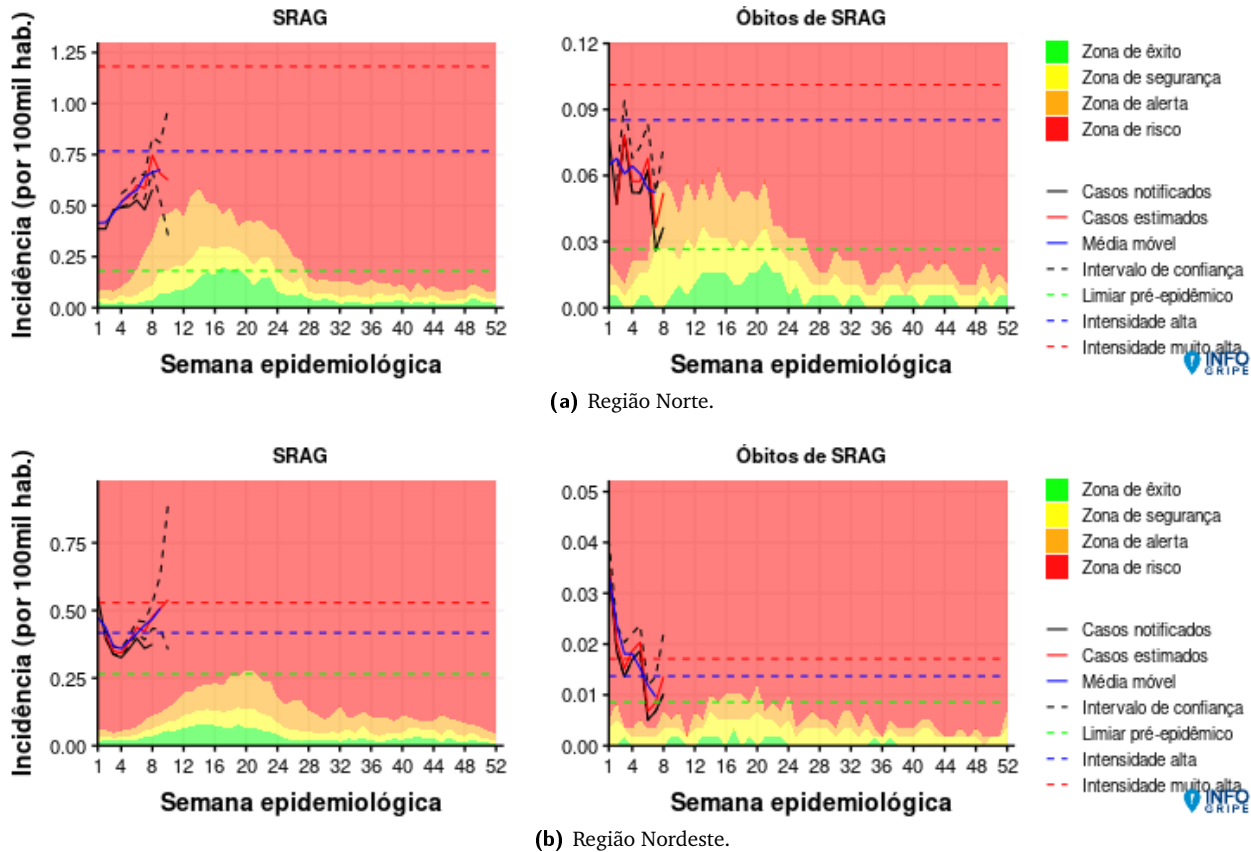 SRAG
Óbitos de SRAG
Incidência (por 100mil hab.)
1.25
1.00
0.75
0.50
0.25
0.00
1 4 8 12 16 20 24 28 32 36 40 44 48 52
Semana epidemiológica
0.12
0.09
0.06
0.03
0.00
1 4 8 12 16 20 24 28 32 36 40 44 48 52
Semana epidemiológica
Zona de êxito
Zona de segurança
Zona de alerta
Zona de risco
Casos notificados
Casos estimados
Média móvel
Intervalo de confiança
Limiar pré-epidêmico
Intensidade alta
Intensidade muito alta
INFO
GRIPE
(a) Região Norte.
SRAG
Óbitos de SRAG
Incidência (por 100mil hab.)
0.75
0.50
0.25
0.00
1 4 8 12 16 20 24 28 32 36 40 44 48 52
Semana epidemiológica
0.05
0.04
0.03
0.02
0.01
0.00
1 4 8 12 16 20 24 28 32 36 40 44 48 52
Semana epidemiológica
Zona de êxito
Zona de segurança
Zona de alerta
Zona de risco
Casos notificados
Casos estimados
Média móvel
Intervalo de confiança
Limiar pré-epidêmico
Intensidade alta
Intensidade muito alta
INFO
GRIPE
(b) Região Nordeste.